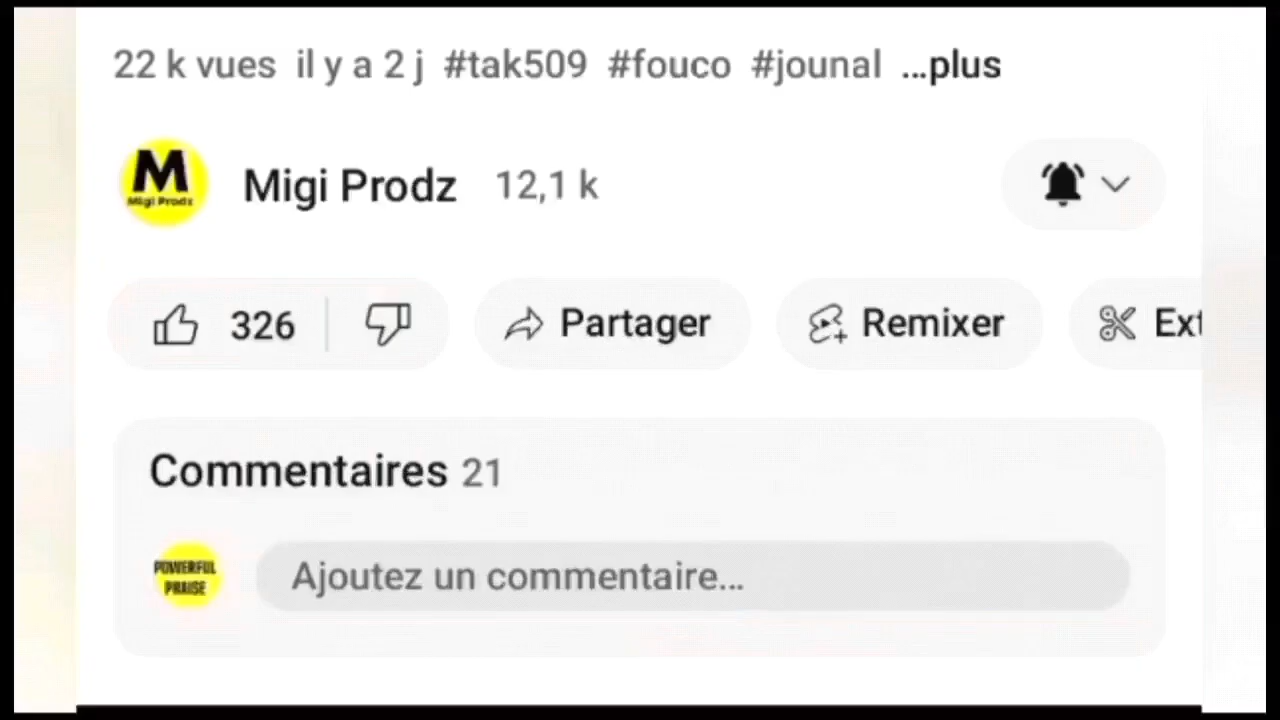 22 k vues il y a 2 j #tak509 #fouco #jounal ...plus
M
Migi Prodz
Migi Prodz 12,1 k
326 Partager Remixer Ext
Commentaires 21
POWERFUL
PRAISE
Ajoutez un commentaire...